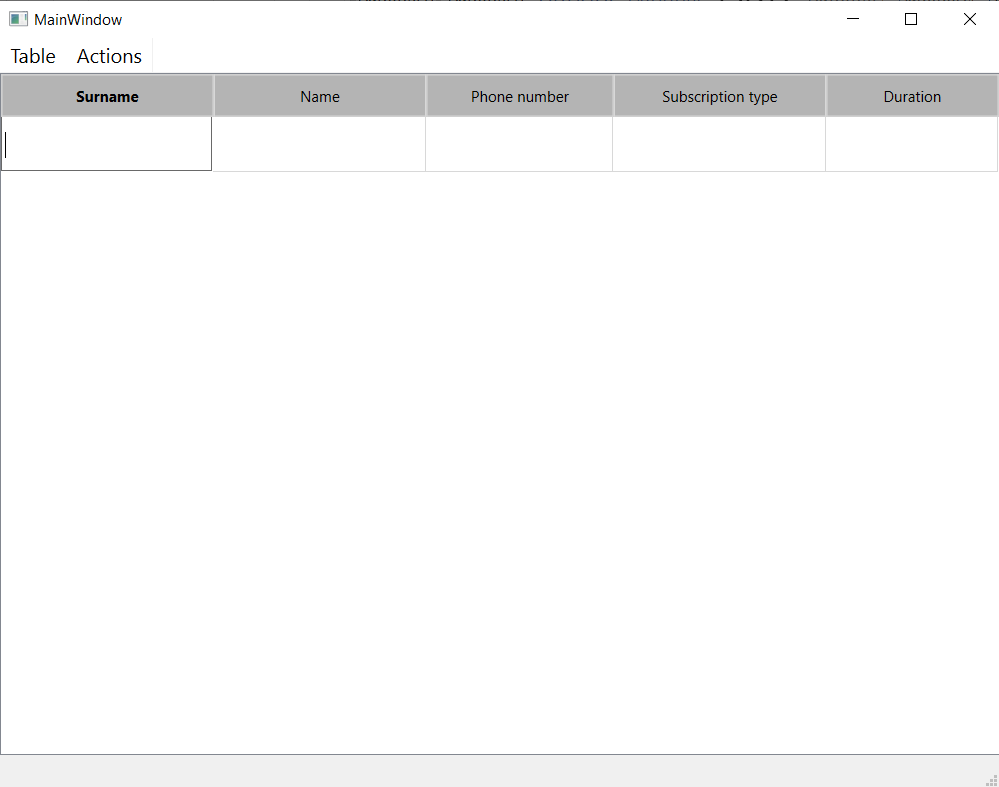 MainWindow
Table Actions
Surname Name Phone number Subscription type Duration